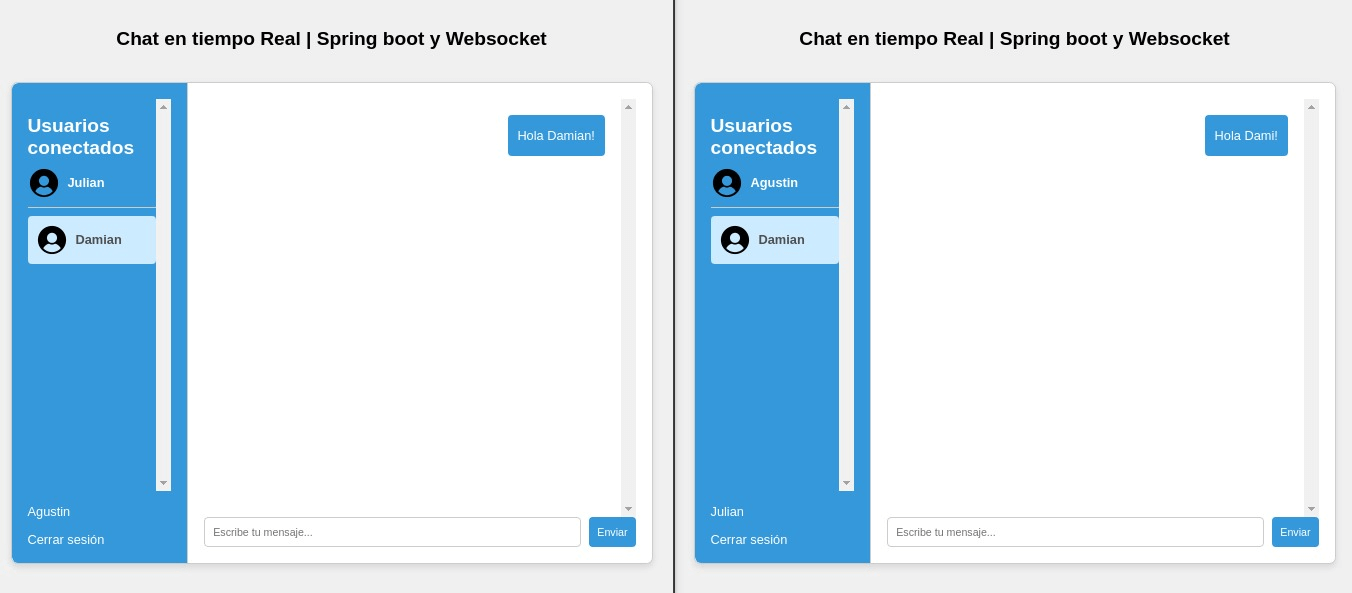 Chat en tiempo Real | Spring boot y Websocket
Usuarios
conectados
Julian
Damian
Agustin
Cerrar sesión
Hola Damian!
Escribe tu mensaje...
Enviar
Chat en tiempo Real | Spring boot y Websocket
Usuarios
conectados
Agustin
Damian
Julian
Cerrar sesión
Hola Dami!
Escribe tu mensaje...
Enviar